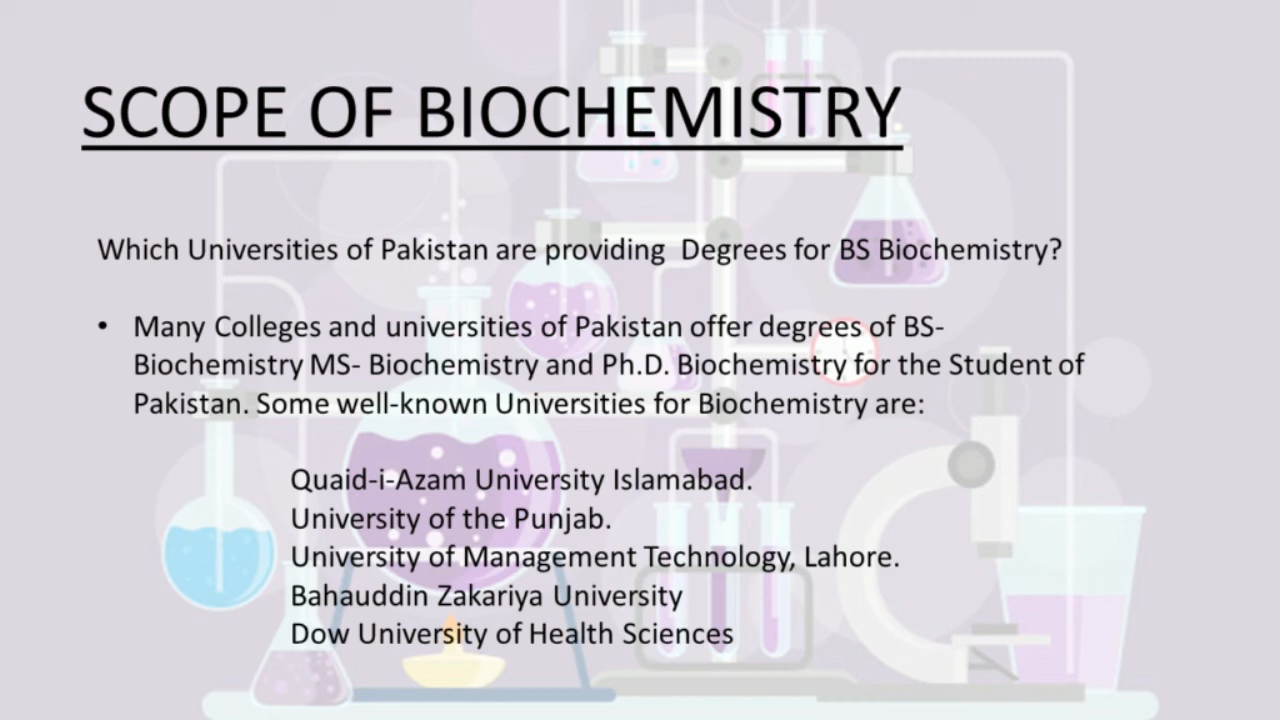 SCOPE OF BIOCHEMISTRY
Which Universities of Pakistan are providing  Degrees for BS Biochemistry?
• Many Colleges and universities of Pakistan offer degrees of BS-
Biochemistry MS- Biochemistry and Ph.D. Biochemistry for the Student of
Pakistan. Some well-known Universities for Biochemistry are:
Quaid-i-Azam University Islamabad.
University of the Punjab.
University of Management Technology, Lahore.
Bahauddin Zakariya University
Dow University of Health Sciences